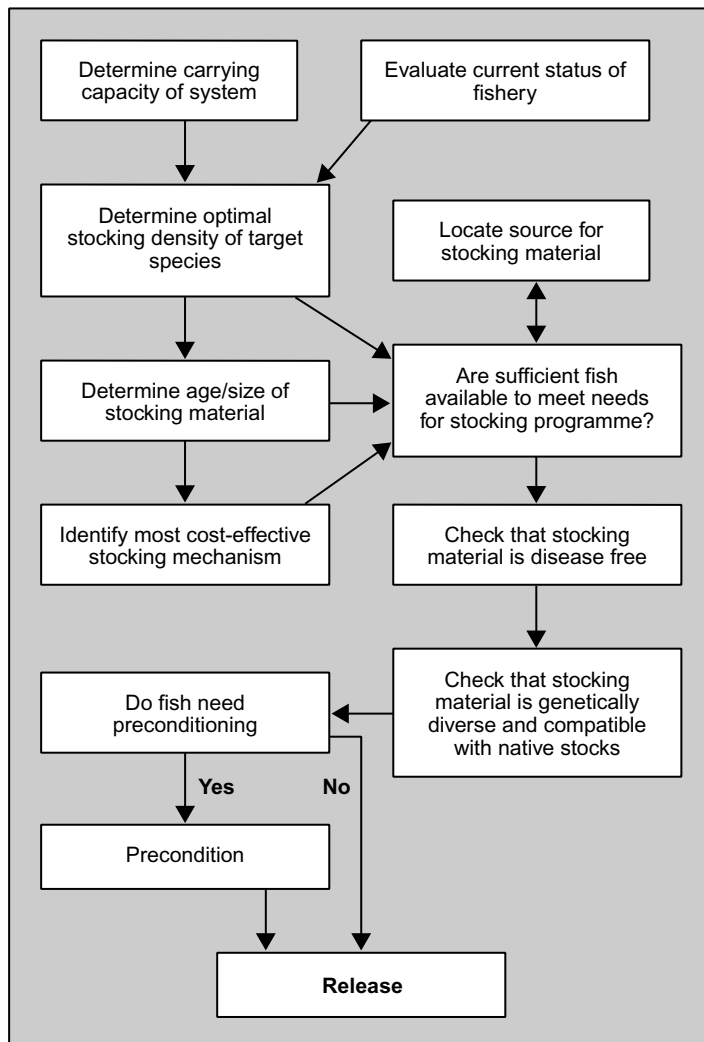 Determine carrying
capacity of system
Evaluate current status of
fishery
Determine optimal
stocking density of target
species
Locate source for
stocking material
Determine age/size of
stocking material
Are sufficient fish
available to meet needs
for stocking programme?
Identify most cost-effective
stocking mechanism
Check that stocking
material is disease free
Check that stocking
material is genetically
diverse and compatible
with native stocks
Do fish need
preconditioning
Yes
No
Precondition
Release